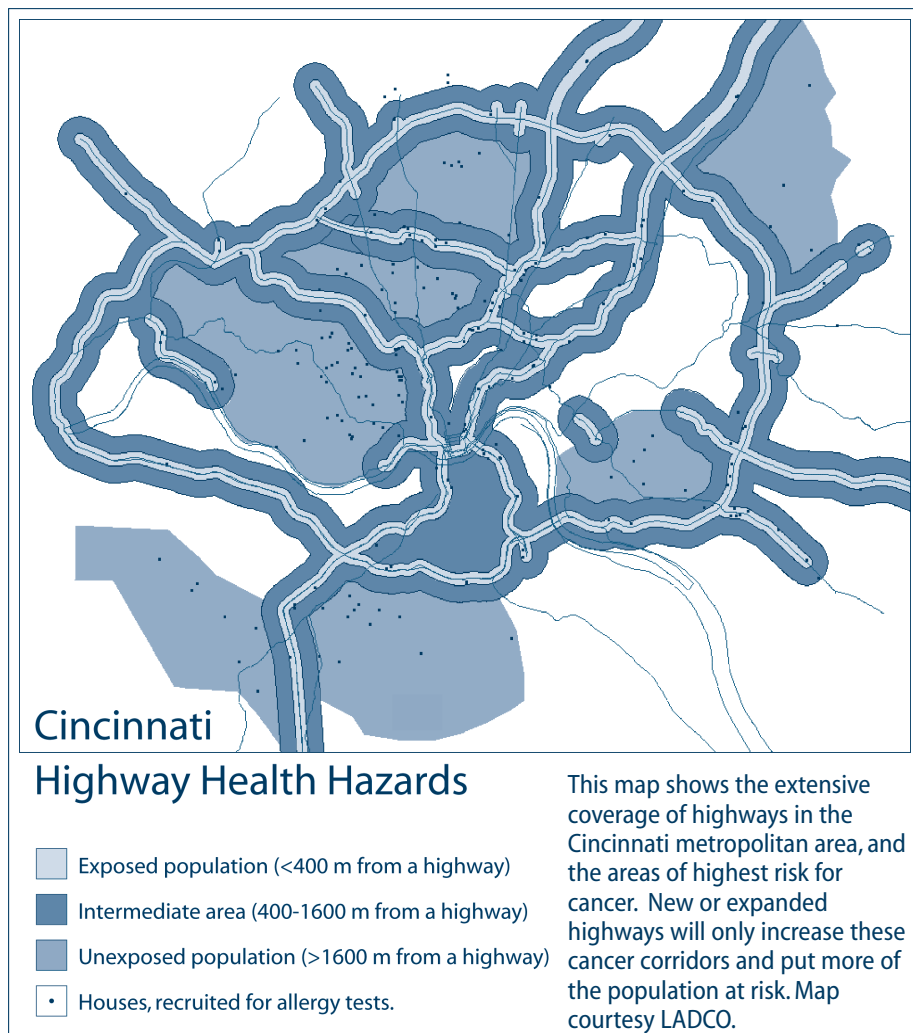 Cincinnati
Highway Health Hazards
Exposed population (<400 m from a highway)
Intermediate area (400-1600 m from a highway)
Unexposed population (>1600 m from a highway)
Houses, recruited for allergy tests.
This map shows the extensive
coverage of highways in the
Cincinnati metropolitan area, and
the areas of highest risk for
cancer. New or expanded
highways will only increase these
cancer corridors and put more of
the population at risk. Map
courtesy LADCO.